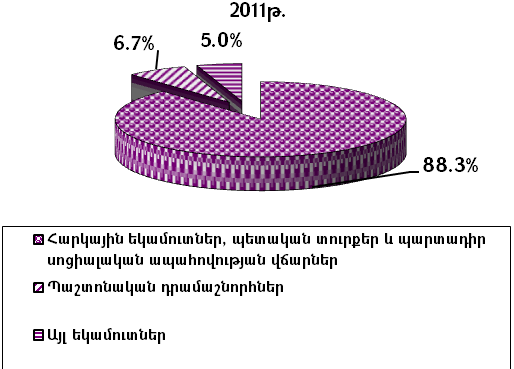 2011թ.
6.7%
5.0%
88.3%
Հարկային եկամուտներ, պետական տուրքեր և պարտադիր
սոցիալական ապահովության վճարներ
Պաշտոնական դրամաշնորհներ
Այլ եկամուտներ